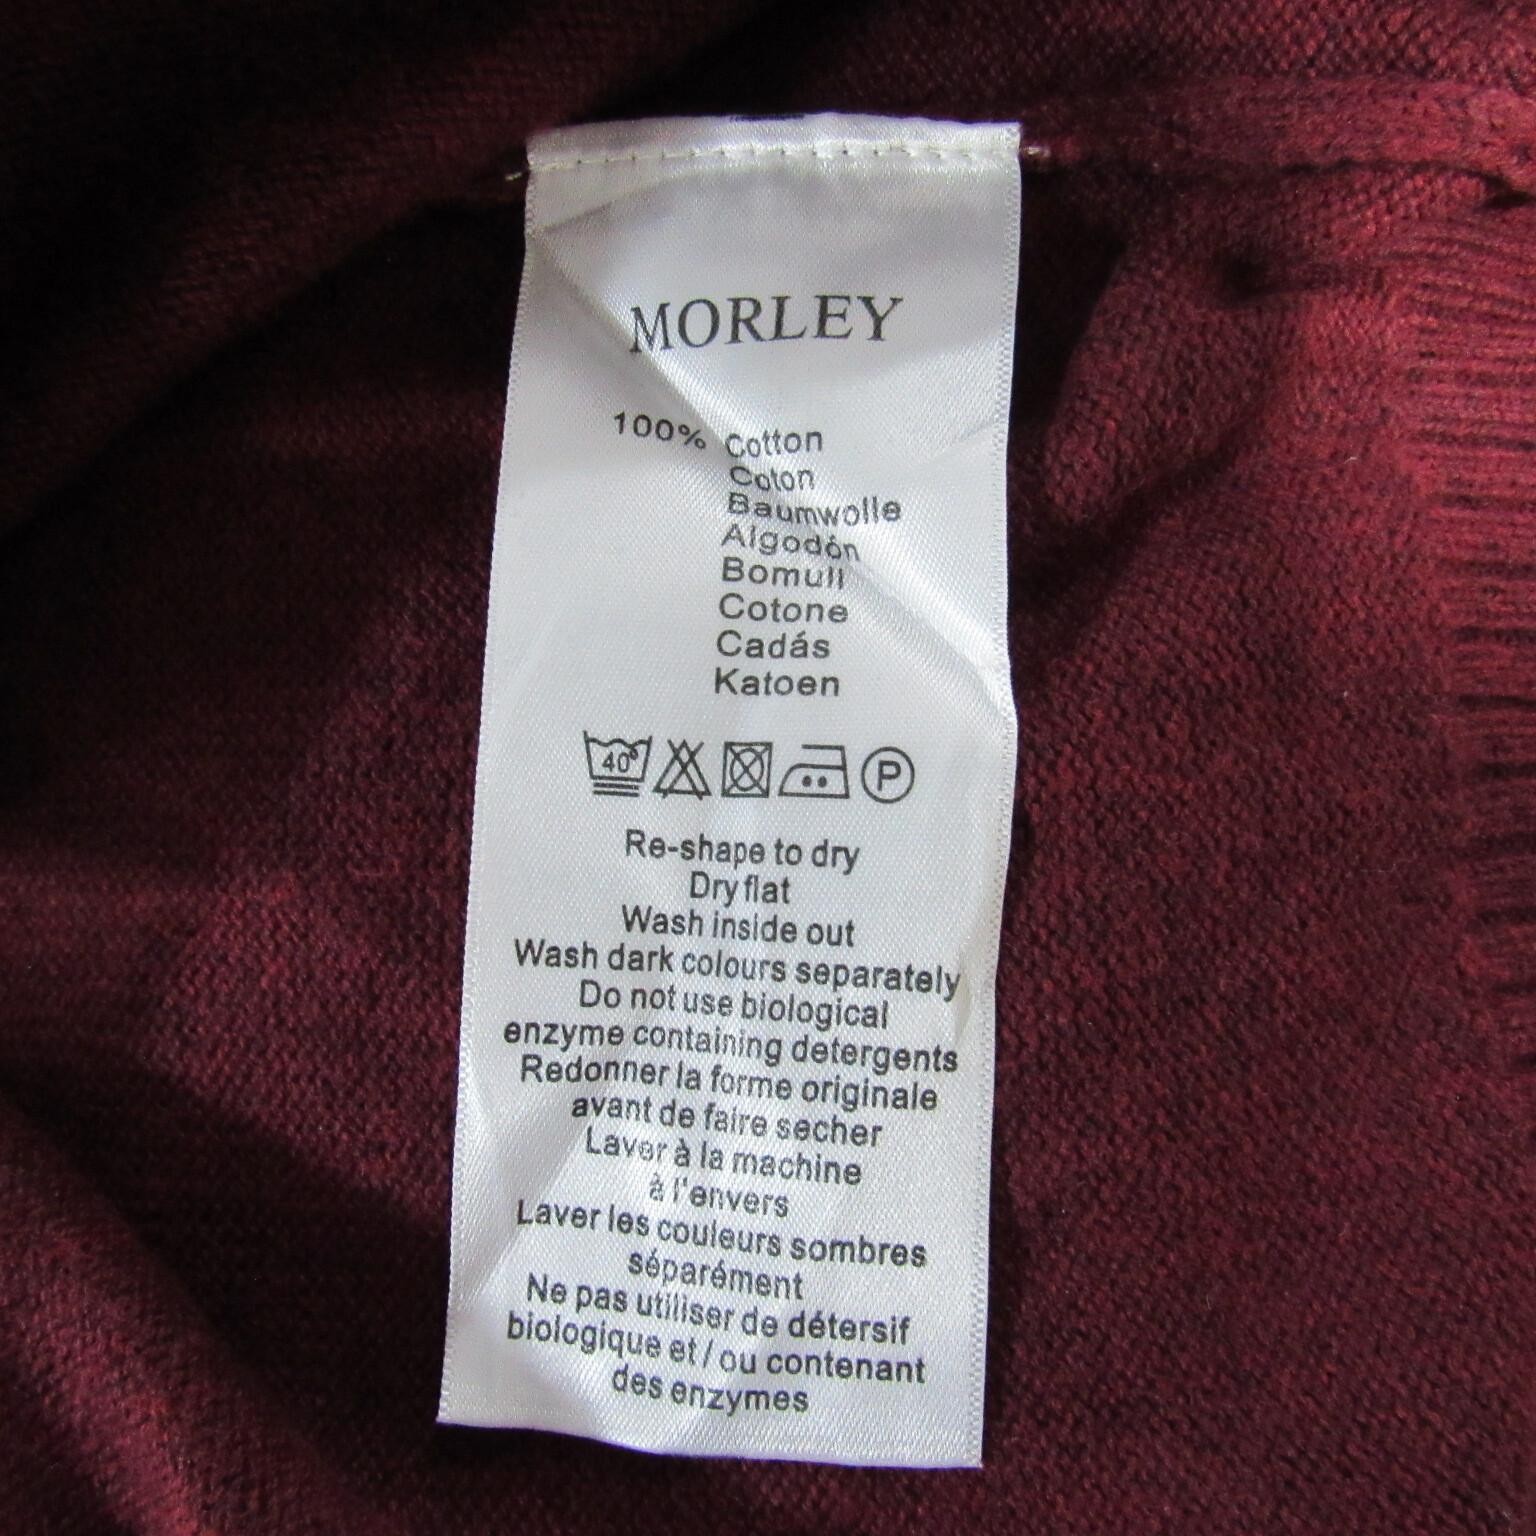 MORLEY
100% Cotton
Coton
Baumwolle
Algodón
Bomull
Cotone
Cadás
Katoen
40° P
Re-shape to dry
Dry flat
Wash inside out
Wash dark colours separately
Do not use biological
enzyme containing detergents
Redonner la forme originale
avant de faire secher
Laver à la machine
à l'envers
Laver les couleurs sombres
séparément
Ne pas utiliser de détersif
biologique et / ou contenant
des enzymes